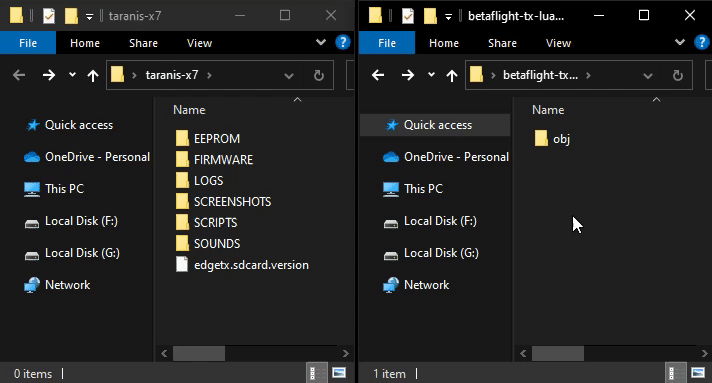 taranis-x7
File
Home
Share
View
taranis-x7
Name
Quick access
OneDrive - Personal
This PC
Local Disk (F:)
Local Disk (G:)
Network
EEPROM
FIRMWARE
LOGS
SCREENSHOTS
SCRIPTS
SOUNDS
edgetx.sdcard.version
0 items
betaflight-tx-lua...
File
Home
Share
View
betaflight-tx...
Name
Quick access
OneDrive - Personal
This PC
Local Disk (F:)
Local Disk (G:)
Network
obj
1 item